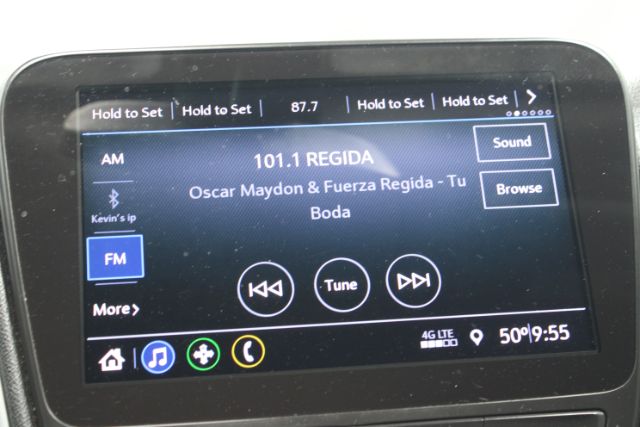 Hold to Set Hold to Set 87.7 Hold to Set Hold to Set
AM
101.1 REGIDA
Sound
Oscar Maydon & Fuerza Regida - Tu
Boda
Browse
Kevin's ip
FM
Tune
More
4G LTE
50° 9:55